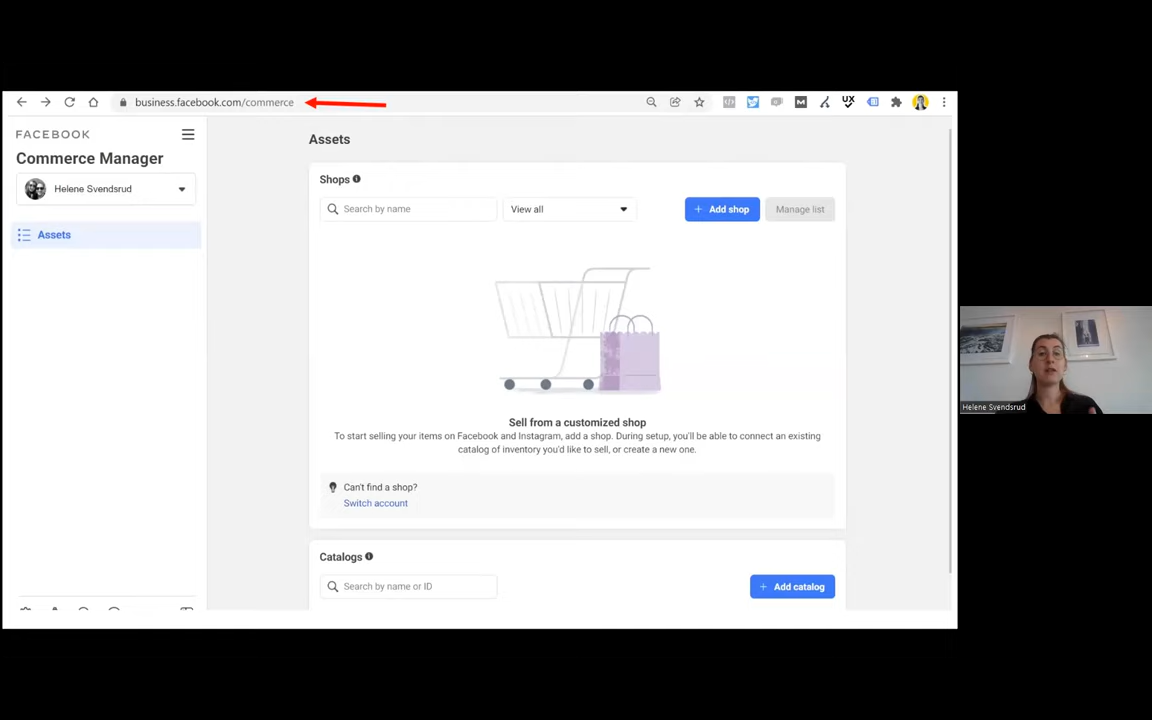 business.facebook.com/commerce
M
UX
FACEBOOK
Commerce Manager
Helene Svendsrud
Assets
Assets
Shops
Search by name
View all
+ Add shop
Manage list
Sell from a customized shop
To start selling your items on Facebook and Instagram, add a shop. During setup, you'll be able to connect an existing
catalog of inventory you'd like to sell, or create a new one.
Can't find a shop?
Switch account
Catalogs
Search by name or ID
+ Add catalog
Helene Svendsrud